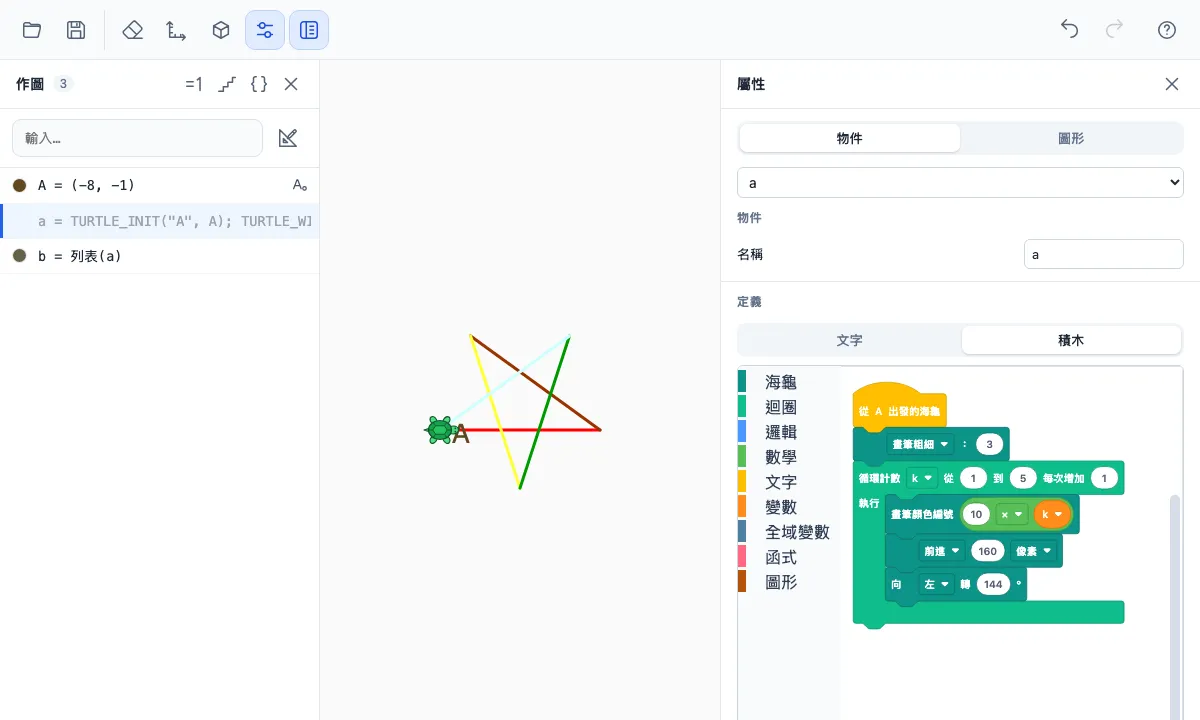 作圖 3
=1
{}
屬性
輸入…
物件 圖形
A = (−8, −1)
a
a = TURTLE_INIT("A", A); TURTLE_WI
物件
b = 列表(a)
名稱 a
定義
文字 積木
海龜
迴圈
邏輯
數學
文字
變數
全域變數
函式
圖形
從 A 出發的海龜
畫筆粗細 : 3
循環計數 k 從 1 到 5 每次增加 1
執行
畫筆顏色編號 10 × k
前進 160 像素
向 左 轉 144 °
A